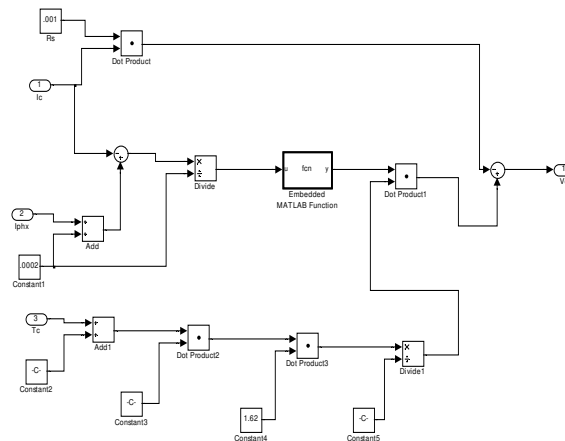 .001
Rs
Dot Product
1
Ic
Divide
u fcn y
Embedded
MATLAB Function
Dot Product1
1
2
Iphx
Add
.0002
Constant1
3
Tc
Add1
-C-
Constant2
Dot Product2
-C-
Constant3
Dot Product3
1.62
Constant4
Divide1
-C-
Constant5